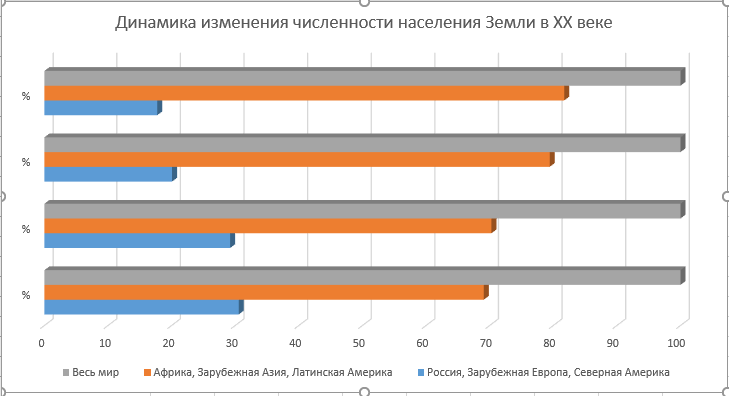 Динамика изменения численности населения Земли в XX веке
%
%
%
%
0 10 20 30 40 50 60 70 80 90 100
Весь мир Африка, Зарубежная Азия, Латинская Америка Россия, Зарубежная Европа, Северная Америка